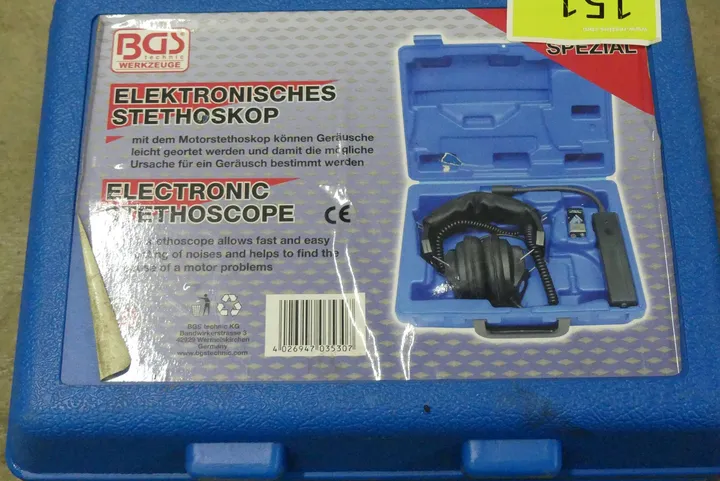 BGS
technic
WERKZEUGE
151
SPEZIAL
ELEKTRONISCHES
STETHOSKOP
mit dem Motorstethoskop können Geräusche
leicht geortet werden und damit die mögliche
Ursache für ein Geräusch bestimmt werden
ELECTRONIC
STETHOSCOPE CE
allows fast and easy
of noises and helps to find the
of a motor problems
BGS technic KG
Bandwirkerstrasse 3
42929 Wermelskirchen
Germany
www.bgstechnic.com
4 026947 035307